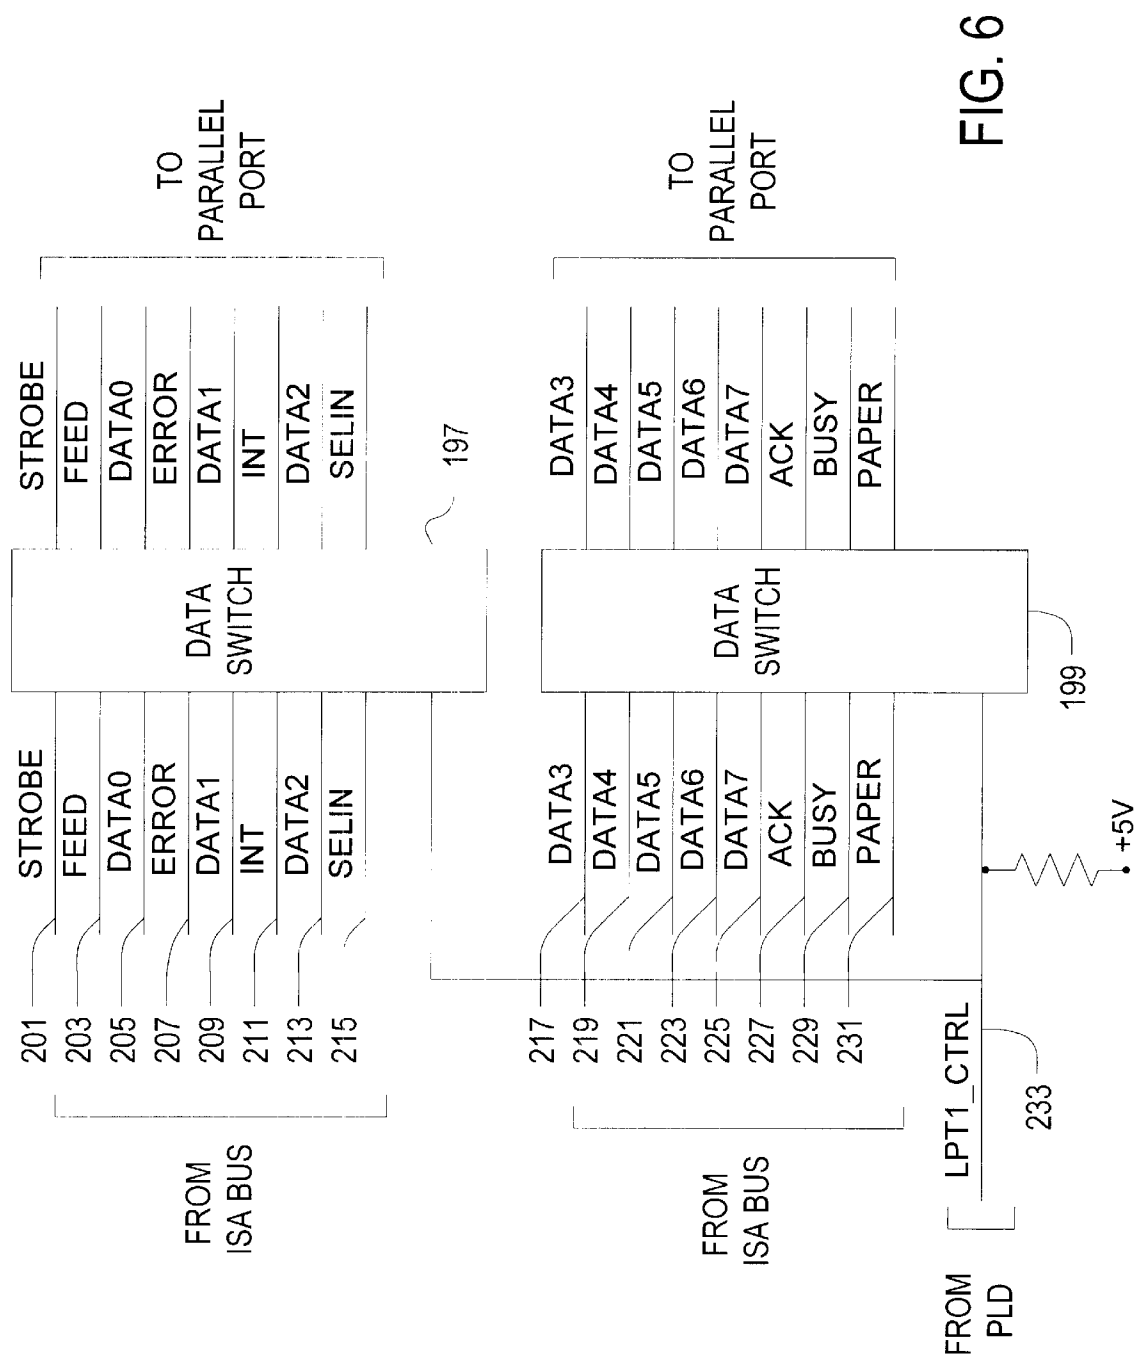 FROM
ISA BUS
201
203
205
207
209
211
213
215
STROBE
FEED
DATA0
ERROR
DATA1
INT
DATA2
SELIN
DATA
SWITCH
197
STROBE
FEED
DATA0
ERROR
DATA1
INT
DATA2
SELIN
TO
PARALLEL
PORT
FROM
ISA BUS
217
219
221
223
225
227
229
231
DATA3
DATA4
DATA5
DATA6
DATA7
ACK
BUSY
PAPER
DATA
SWITCH
199
DATA3
DATA4
DATA5
DATA6
DATA7
ACK
BUSY
PAPER
TO
PARALLEL
PORT
FROM
PLD
LPT1_CTRL
233
+5V
FIG. 6